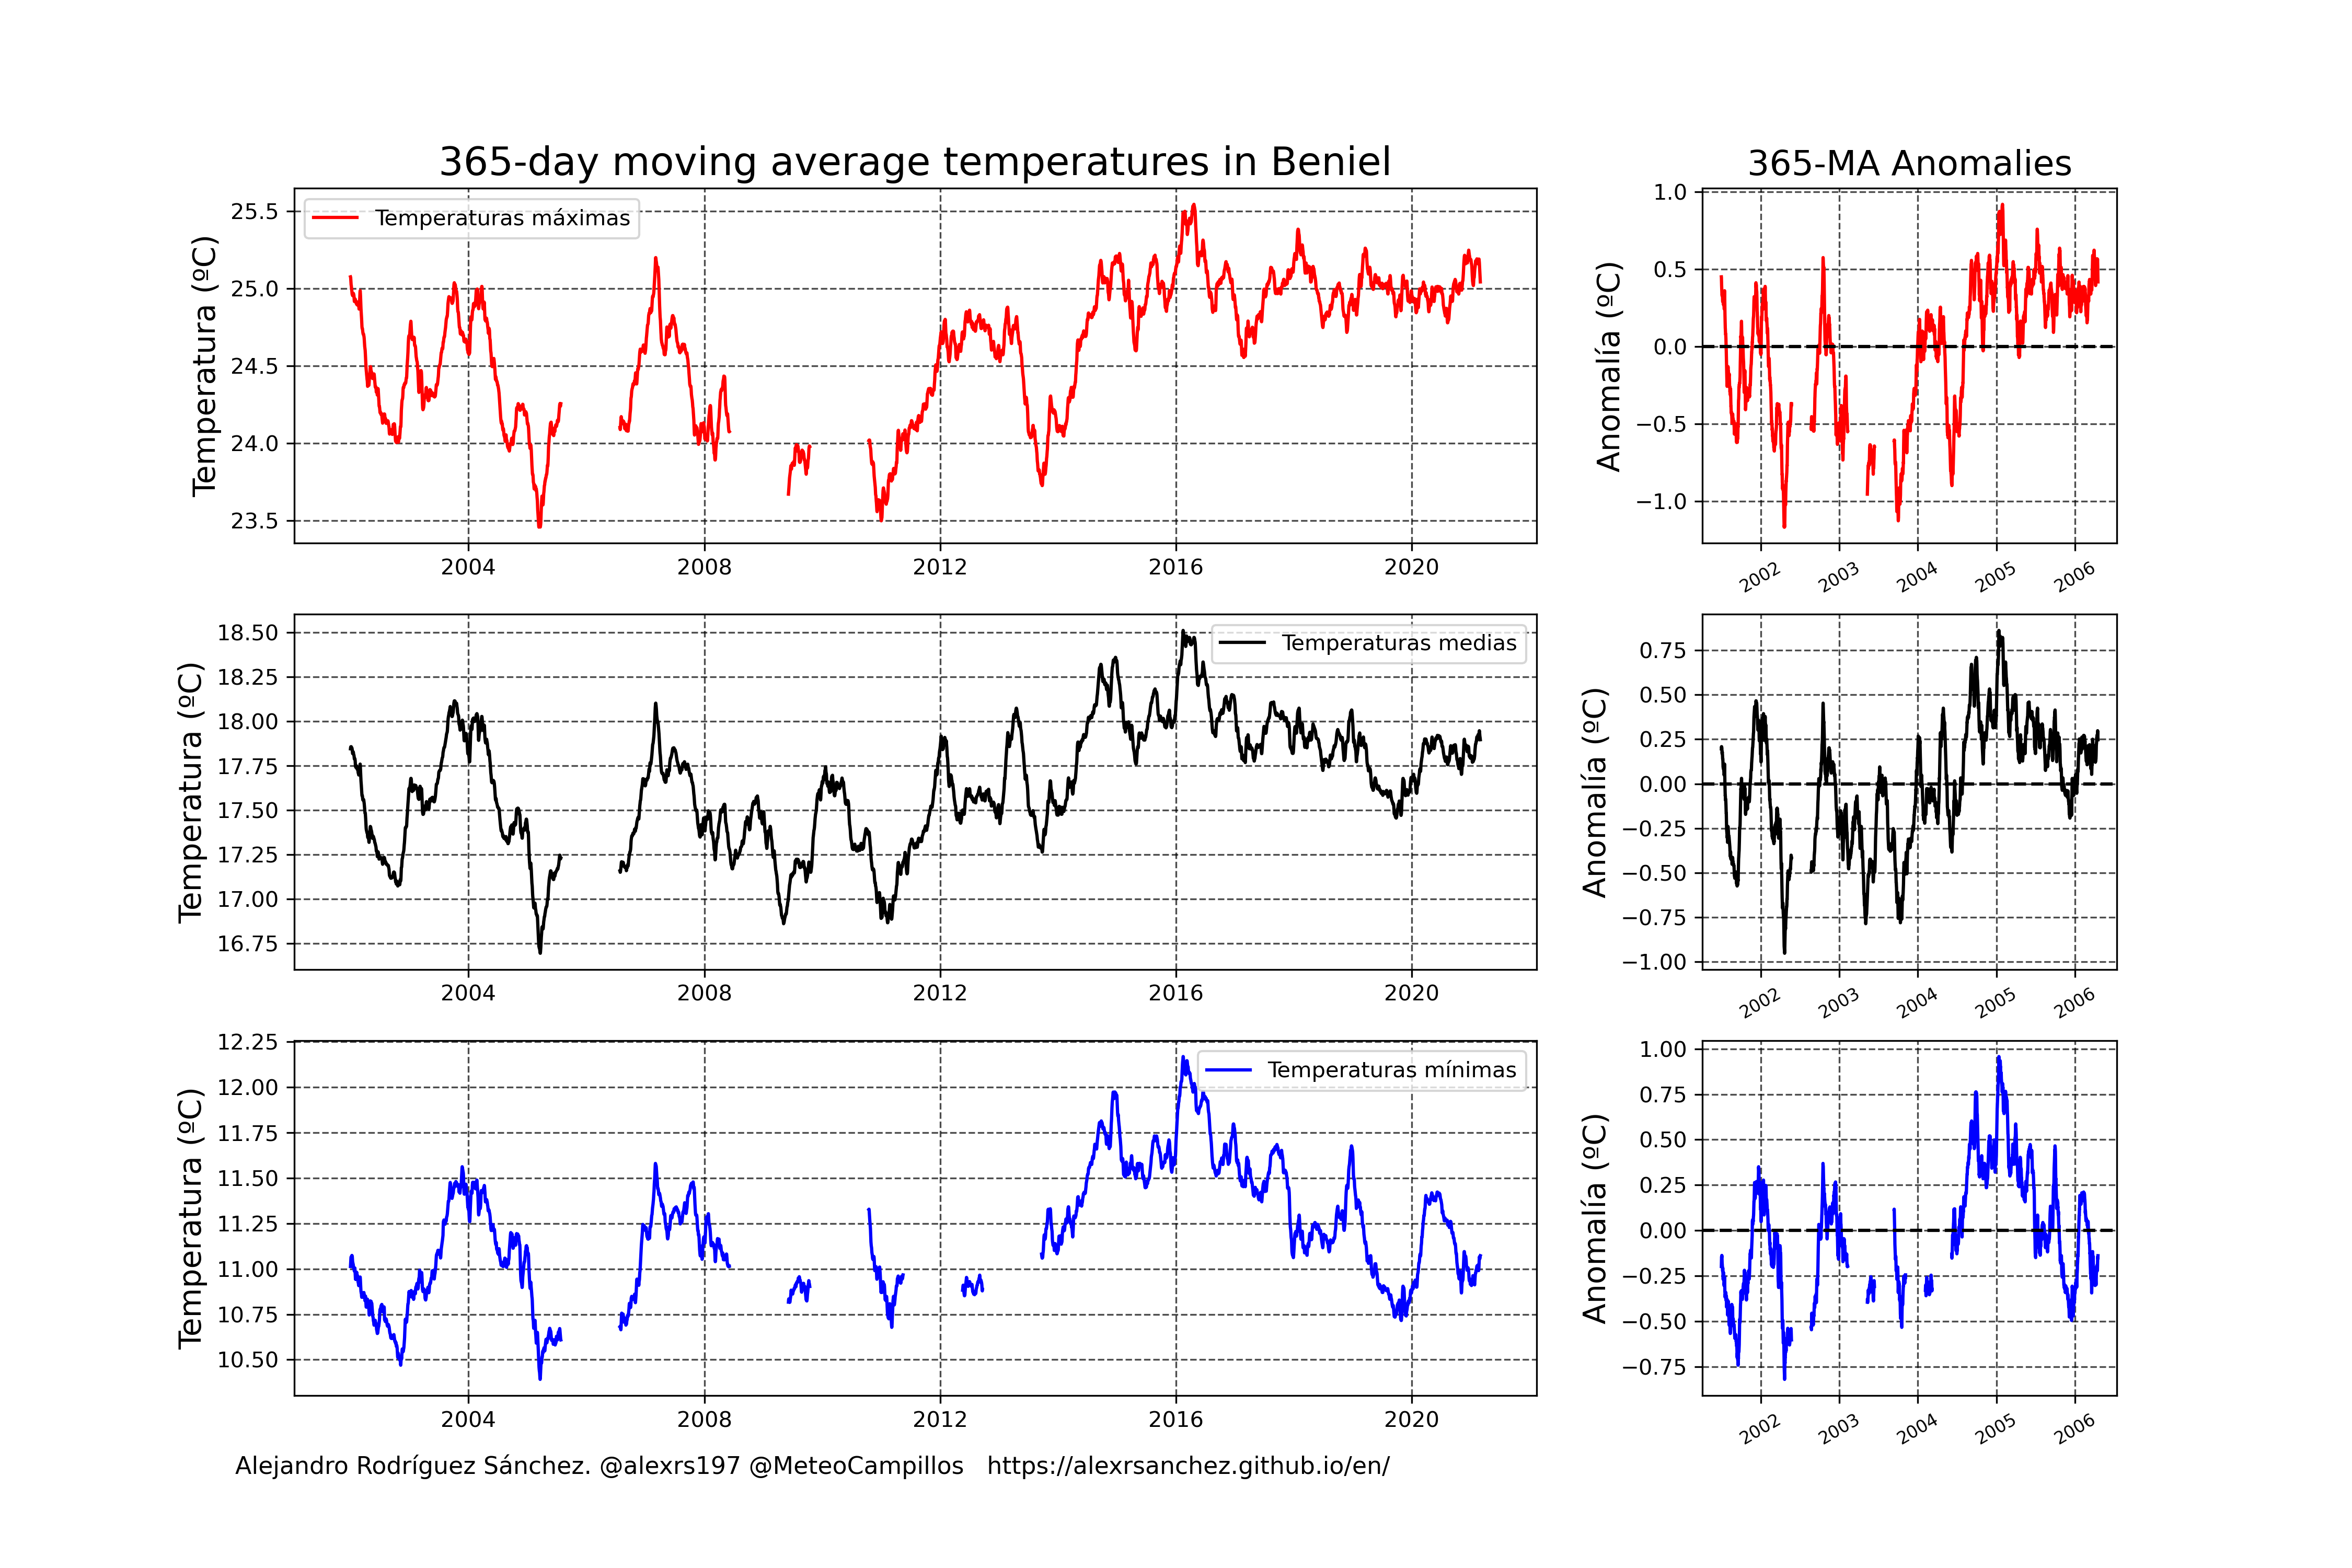 365-day moving average temperatures in Beniel
365-MA Anomalies
Temperatura (ºC)
25.5
25.0
24.5
24.0
23.5
Temperaturas máximas
2004 2008 2012 2016 2020
Anomalía (ºC)
1.0
0.5
0.0
−0.5
−1.0
2002 2003 2004 2005 2006
Temperatura (ºC)
18.50
18.25
18.00
17.75
17.50
17.25
17.00
16.75
Temperaturas medias
2004 2008 2012 2016 2020
Anomalía (ºC)
0.75
0.50
0.25
0.00
−0.25
−0.50
−0.75
−1.00
2002 2003 2004 2005 2006
Temperatura (ºC)
12.25
12.00
11.75
11.50
11.25
11.00
10.75
10.50
Temperaturas mínimas
2004 2008 2012 2016 2020
Anomalía (ºC)
1.00
0.75
0.50
0.25
0.00
−0.25
−0.50
−0.75
2002 2003 2004 2005 2006
Alejandro Rodríguez Sánchez. @alexrs197 @MeteoCampillos https://alexrsanchez.github.io/en/